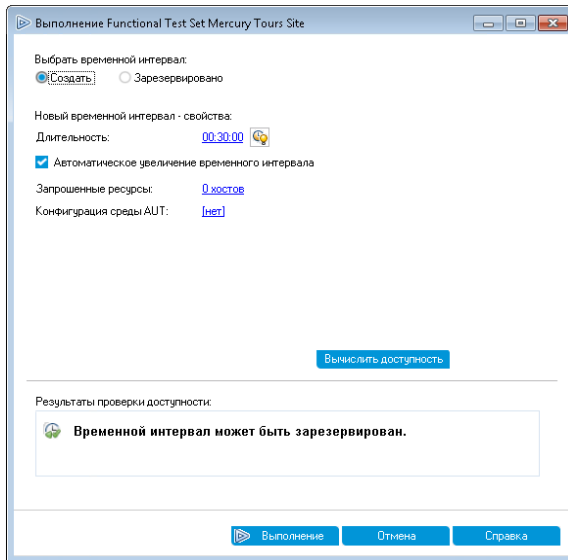 Выполнение Functional Test Set Mercury Tours Site
Выбрать временной интервал:
Создать Зарезервировано
Новый временной интервал - свойства:
Длительность: 00:30:00
Автоматическое увеличение временного интервала
Запрошенные ресурсы: 0 хостов
Конфигурация среды AUT: [нет]
Вычислить доступность
Результаты проверки доступности:
Временной интервал может быть зарезервирован.
Выполнение Отмена Справка